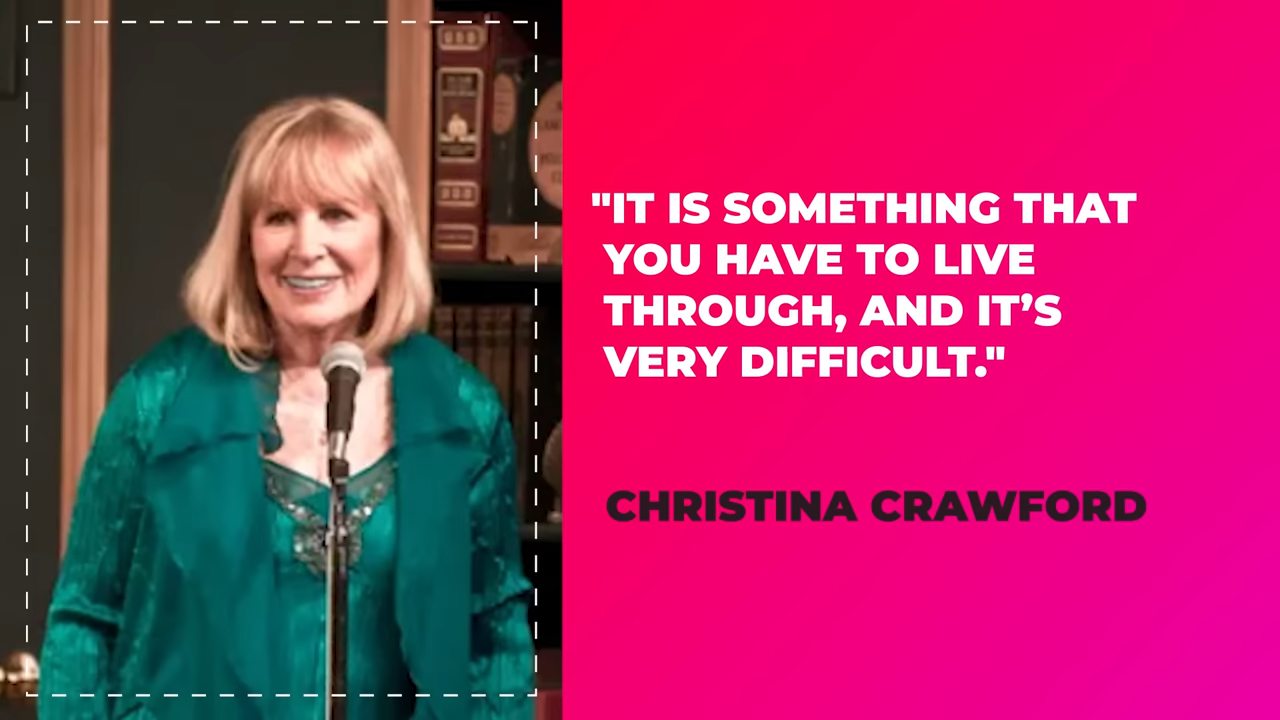 "IT IS SOMETHING THAT
YOU HAVE TO LIVE
THROUGH, AND IT’S
VERY DIFFICULT."
CHRISTINA CRAWFORD